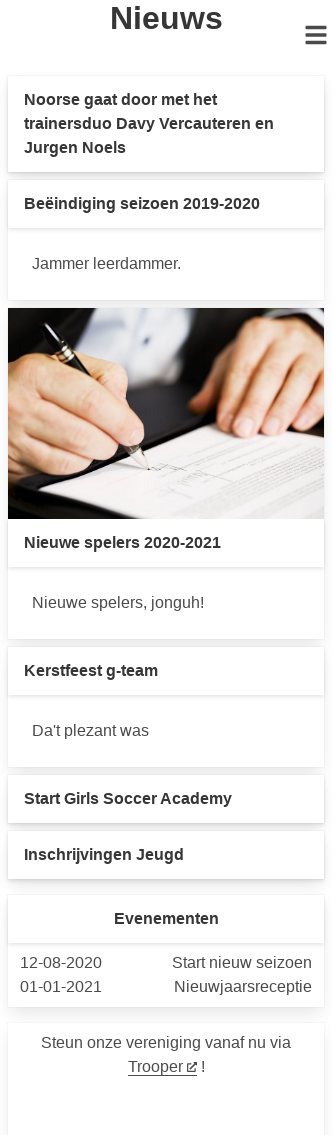 Nieuws
Noorse gaat door met het
trainersduo Davy Vercauteren en
Jurgen Noels
Beëindiging seizoen 2019-2020
Jammer leerdammer.
Nieuwe spelers 2020-2021
Nieuwe spelers, jonguh!
Kerstfeest g-team
Da't plezant was
Start Girls Soccer Academy
Inschrijvingen Jeugd
Evenementen
12-08-2020 Start nieuw seizoen
01-01-2021 Nieuwjaarsreceptie
Steun onze vereniging vanaf nu via
Trooper !